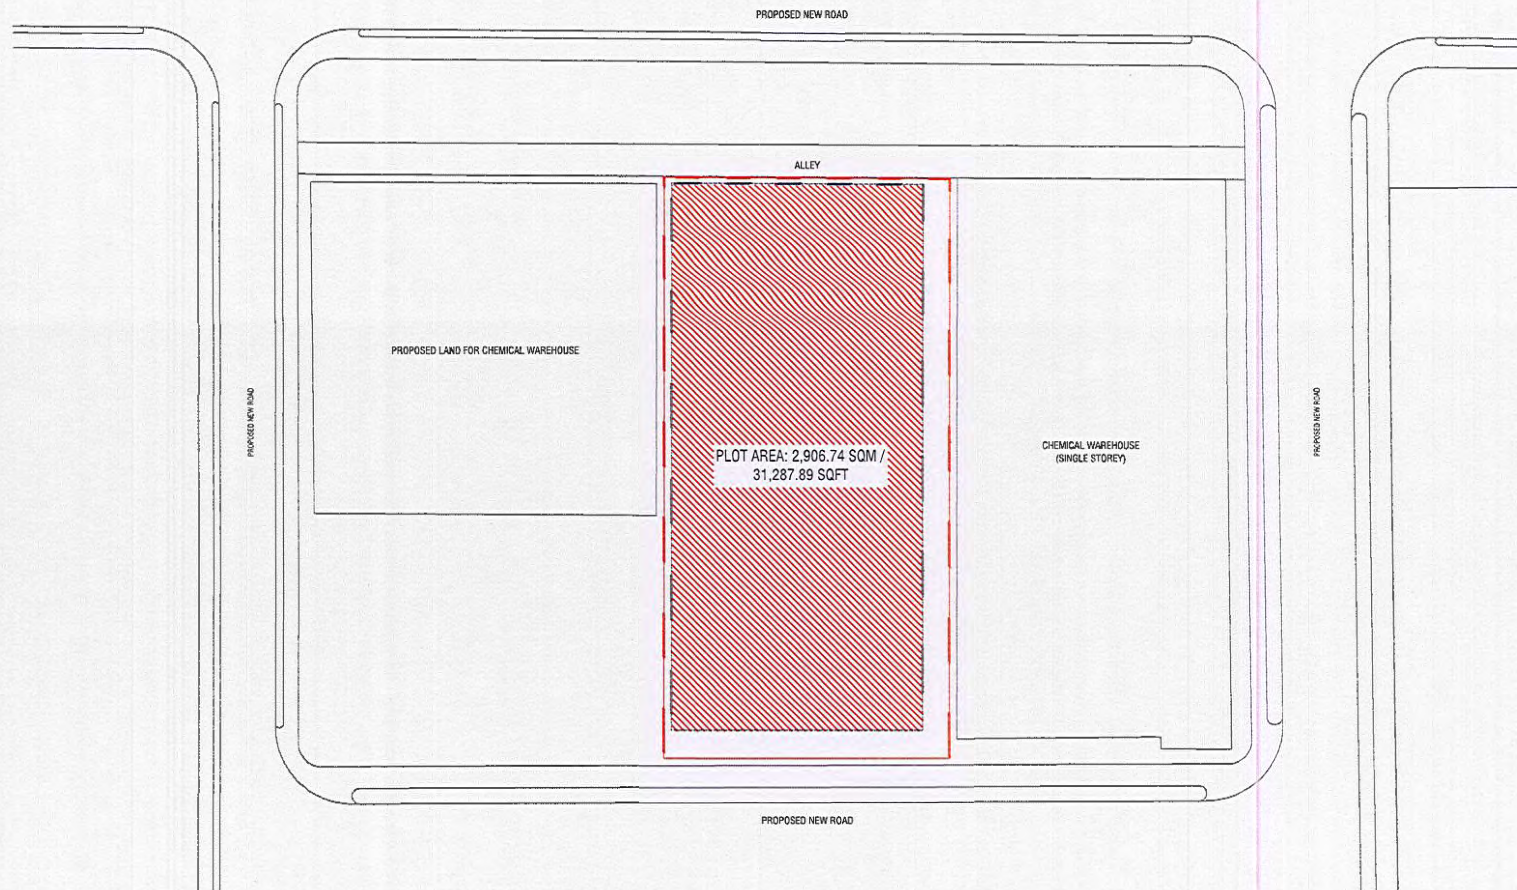 PROPOSED NEW ROAD
ALLEY
PROPOSED LAND FOR CHEMICAL WAREHOUSE
PROPOSED NEW ROAD
PLOT AREA: 2,906.74 SQM /
31,287.89 SQFT
CHEMICAL WAREHOUSE
(SINGLE STOREY)
PROPOSED NEW ROAD
PROPOSED NEW ROAD